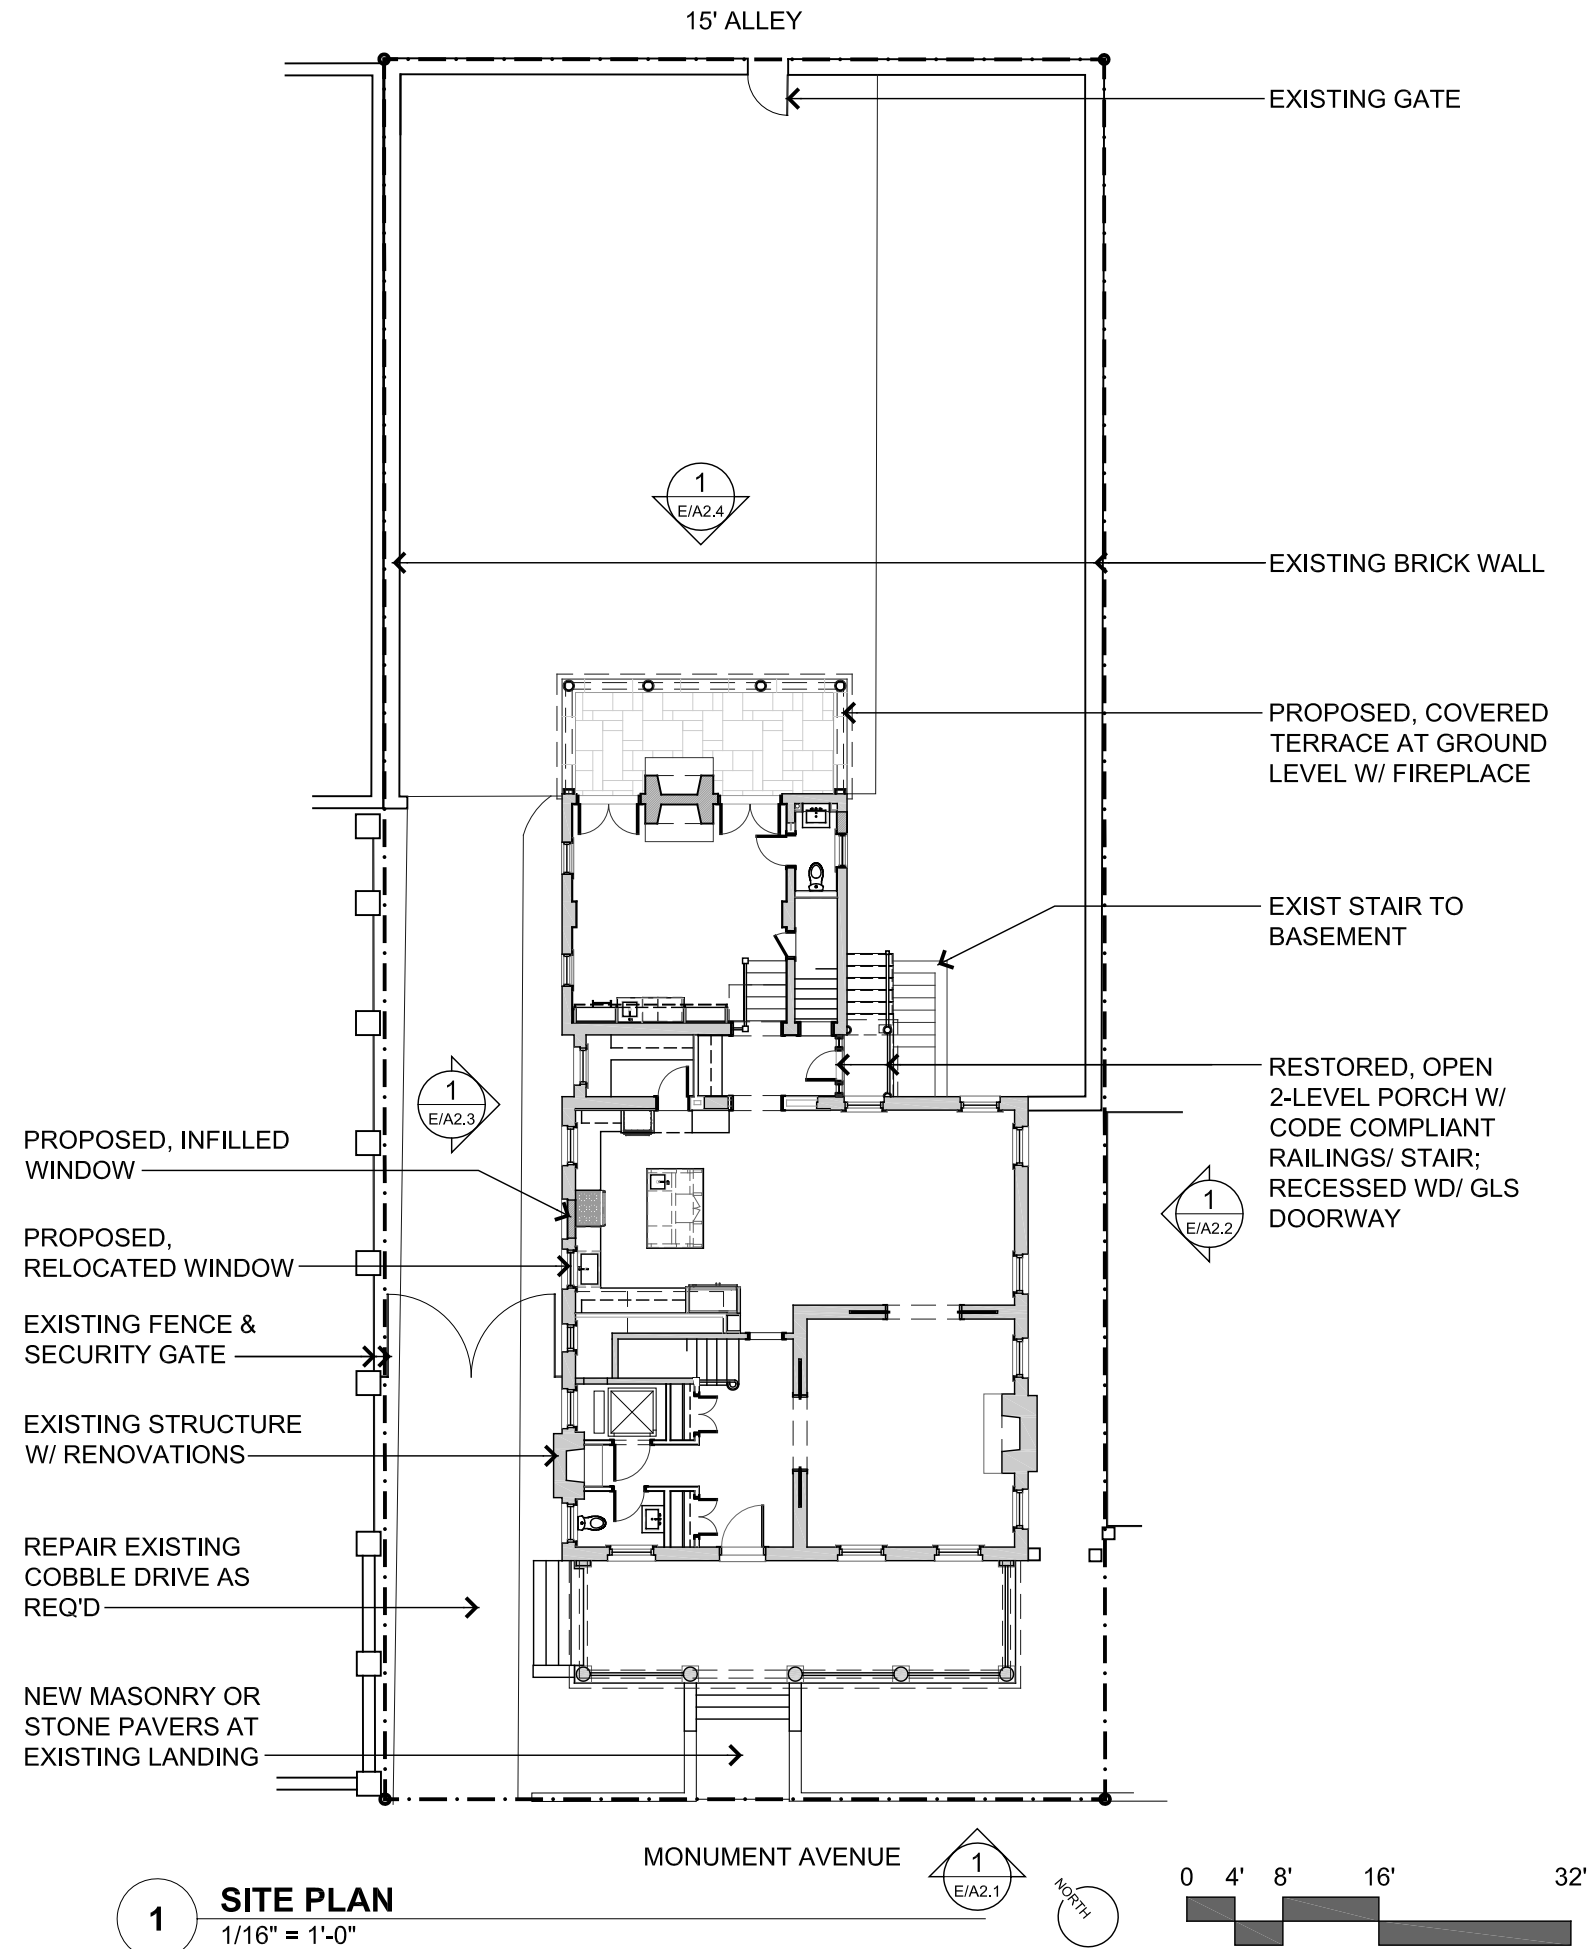 15' ALLEY
EXISTING GATE
1
E/A2.4
EXISTING BRICK WALL
PROPOSED, COVERED
TERRACE AT GROUND
LEVEL W/ FIREPLACE
EXIST STAIR TO
BASEMENT
RESTORED, OPEN
2-LEVEL PORCH W/
CODE COMPLIANT
RAILINGS/ STAIR;
RECESSED WD/ GLS
DOORWAY
1
E/A2.3
1
E/A2.2
PROPOSED, INFILLED
WINDOW
PROPOSED,
RELOCATED WINDOW
EXISTING FENCE &
SECURITY GATE
EXISTING STRUCTURE
W/ RENOVATIONS
REPAIR EXISTING
COBBLE DRIVE AS
REQ'D
NEW MASONRY OR
STONE PAVERS AT
EXISTING LANDING
MONUMENT AVENUE
1
E/A2.1
NORTH
0 4' 8' 16' 32'
1
SITE PLAN
1/16" = 1'-0"